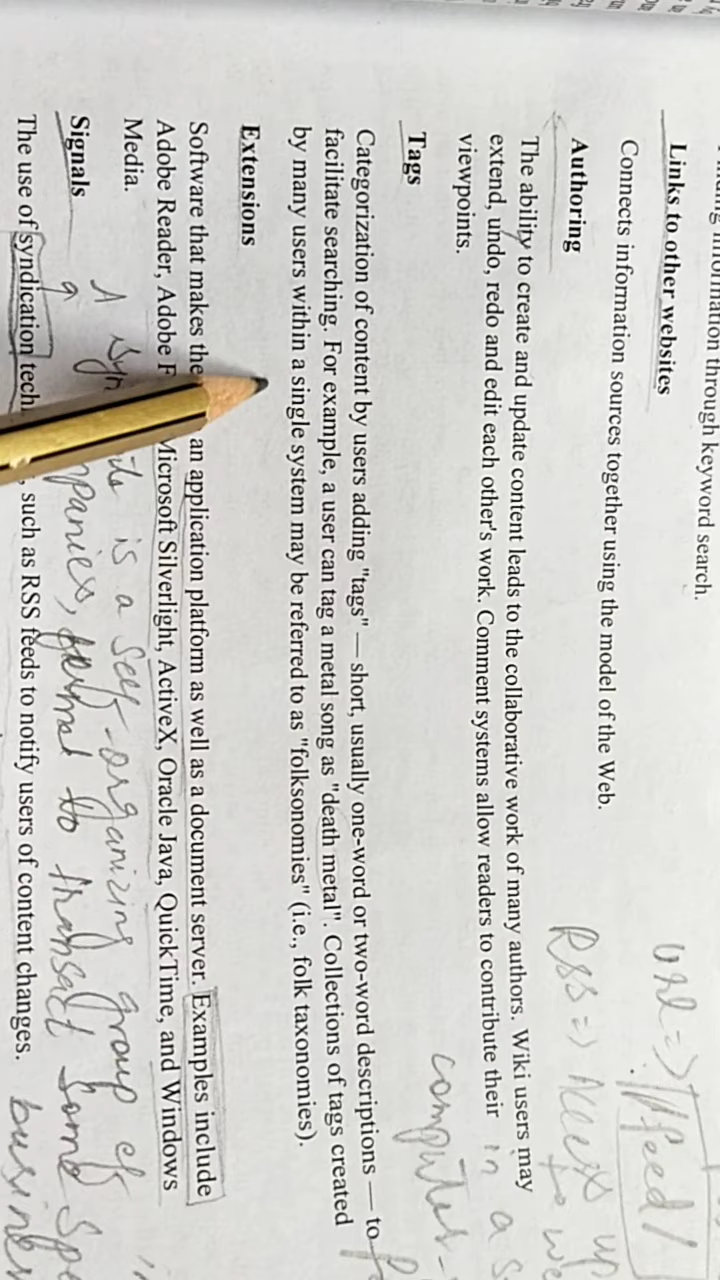 through keyword search.
Links to other websites
Connects information sources together using the model of the Web.
Authoring
The ability to create and update content leads to the collaborative work of many authors. Wiki users may
extend, undo, redo and edit each other's work. Comment systems allow readers to contribute their
viewpoints.
Tags
Categorization of content by users adding "tags" — short, usually one-word or two-word descriptions — to
facilitate searching. For example, a user can tag a metal song as "death metal". Collections of tags created
by many users within a single system may be referred to as "folksonomies" (i.e., folk taxonomies).
Extensions
Software that makes the an application platform as well as a document server. Examples include
Adobe Reader, Adobe F Microsoft Silverlight, ActiveX, Oracle Java, QuickTime, and Windows
Media.
Signals
A syn is a self-organizing group of
to transact some
The use of syndication tech , such as RSS feeds to notify users of content changes.
RSS =>
in a